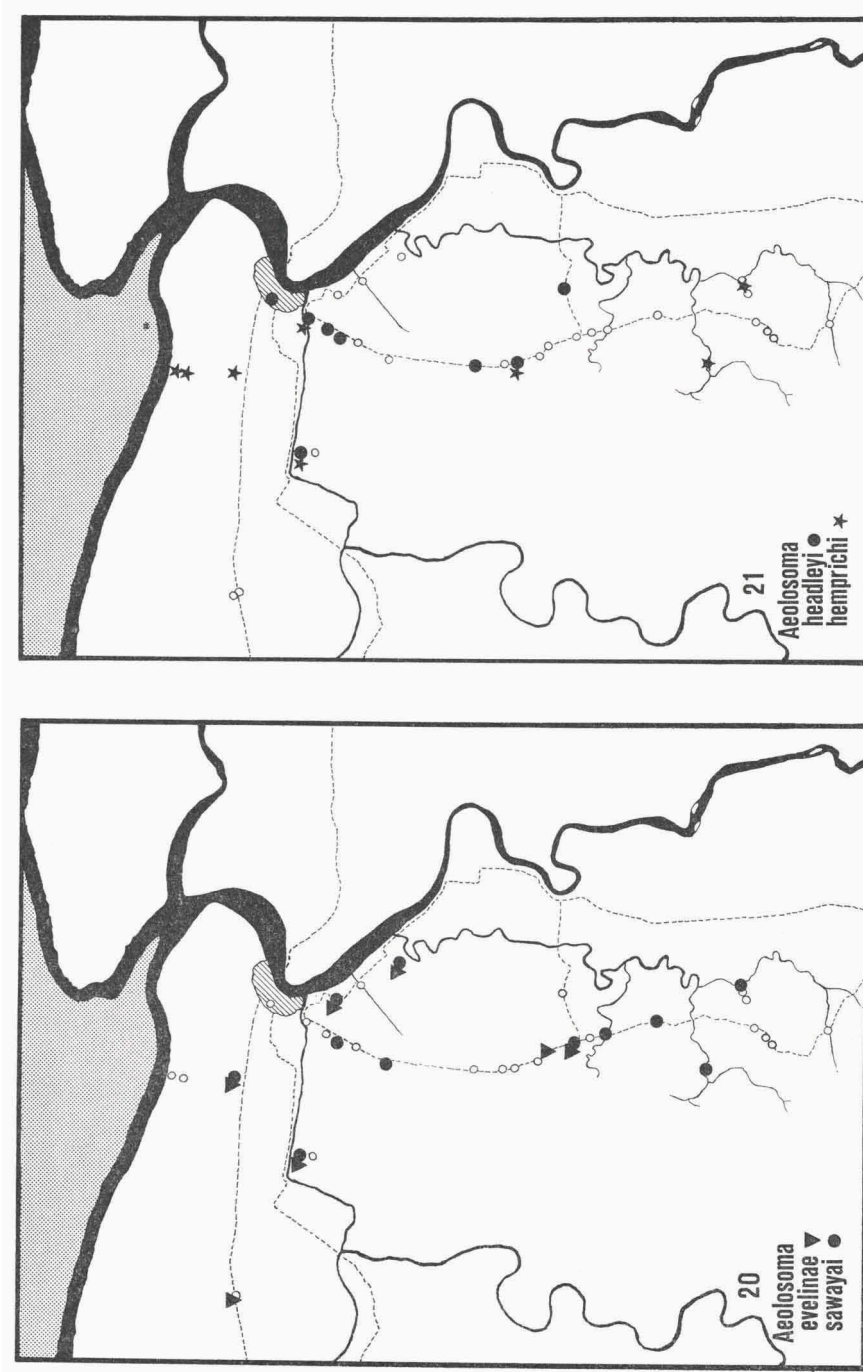 20
Aeolosoma
evelinae ▼
sawayai ●
21
Aeolosoma
headleyi ●
hemprichi ★